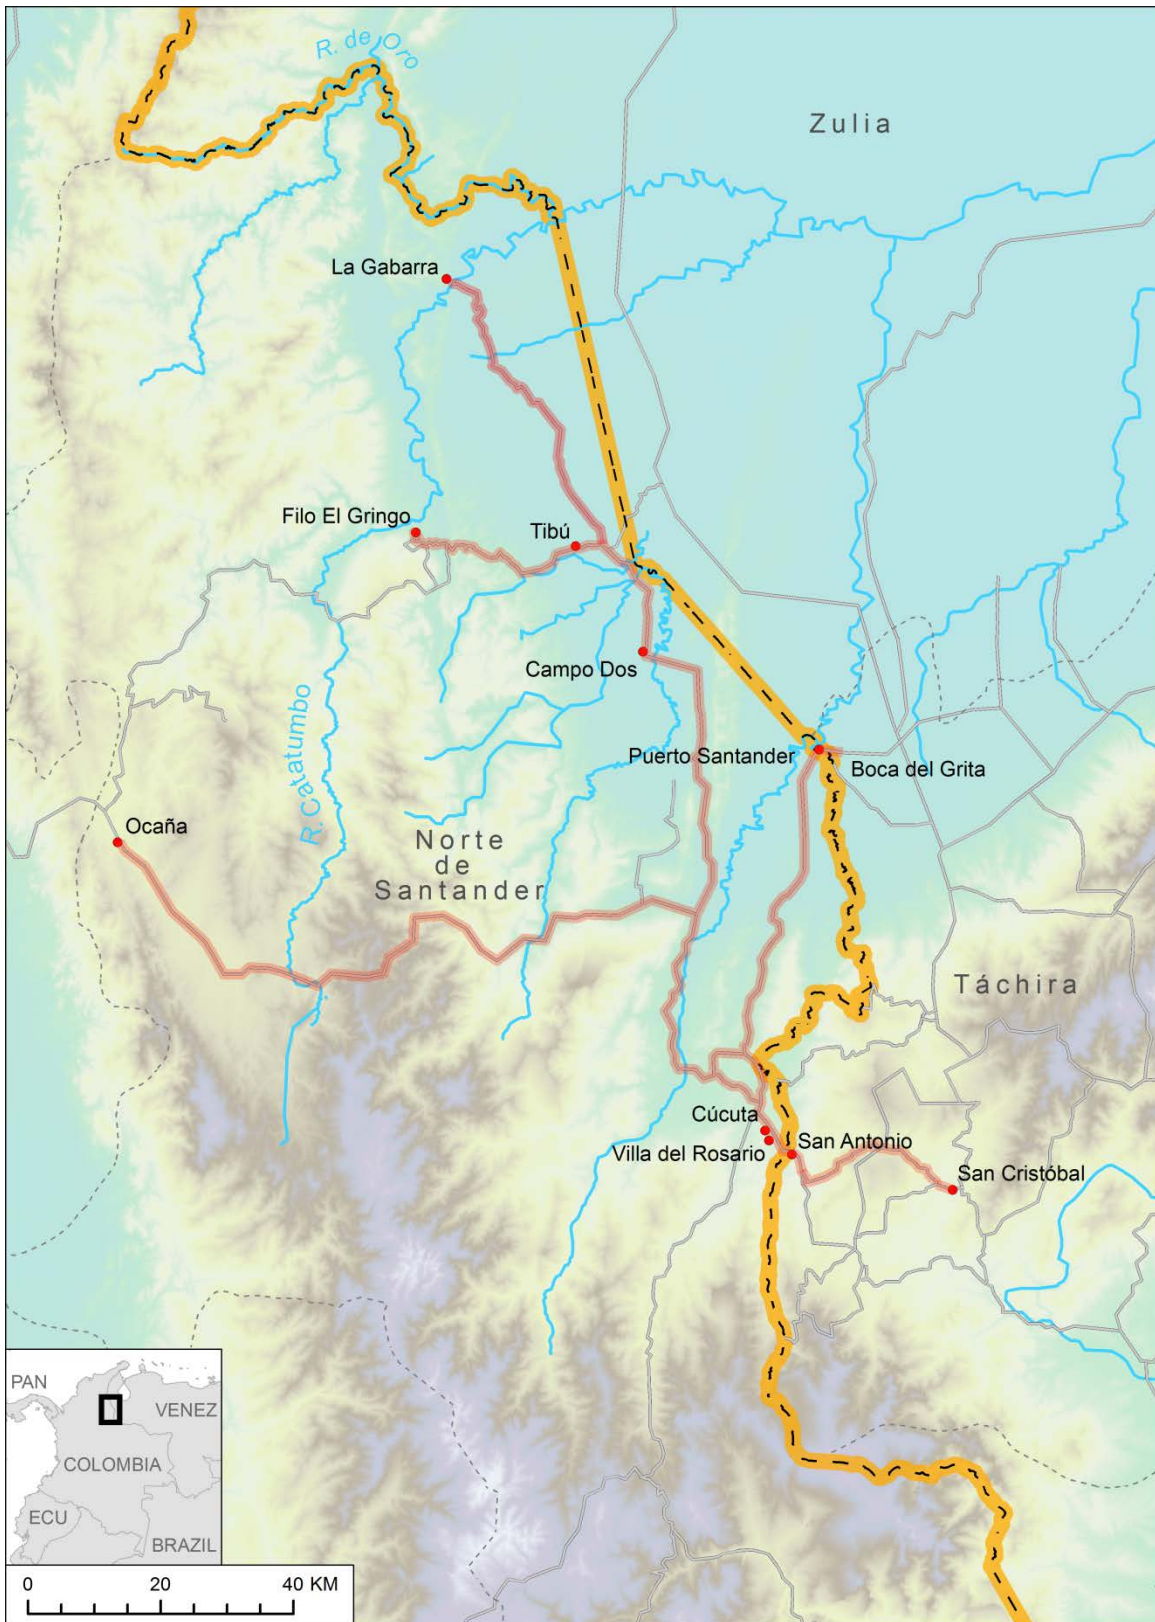 R. de Oro
Zulia
La Gabarra
Filo El Gringo
Tibú
Campo Dos
R. Catatumbo
Puerto Santander
Boca del Grita
Ocaña
Norte
de
Santander
Táchira
Cúcuta
San Antonio
Villa del Rosario
San Cristóbal
PAN
VENEZ
COLOMBIA
ECU
BRAZIL
0 20 40 KM